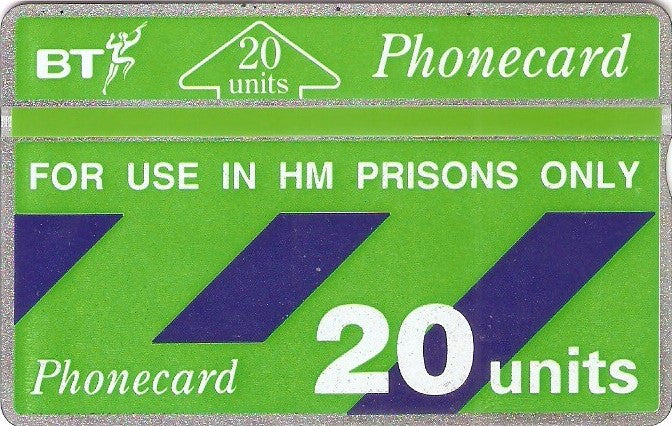 BT
20
units
Phonecard
FOR USE IN HM PRISONS ONLY
Phonecard
20 units